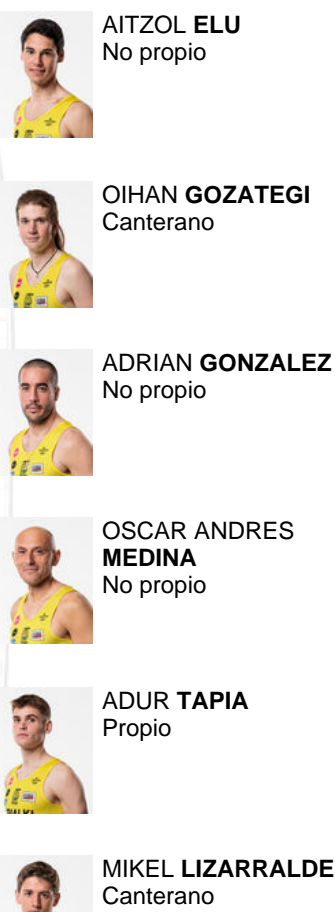 AITZOL ELU
No propio
OIHAN GOZATEGI
Canterano
ADRIAN GONZALEZ
No propio
OSCAR ANDRES
MEDINA
No propio
ADUR TAPIA
Propio
MIKEL LIZARRALDE
Canterano